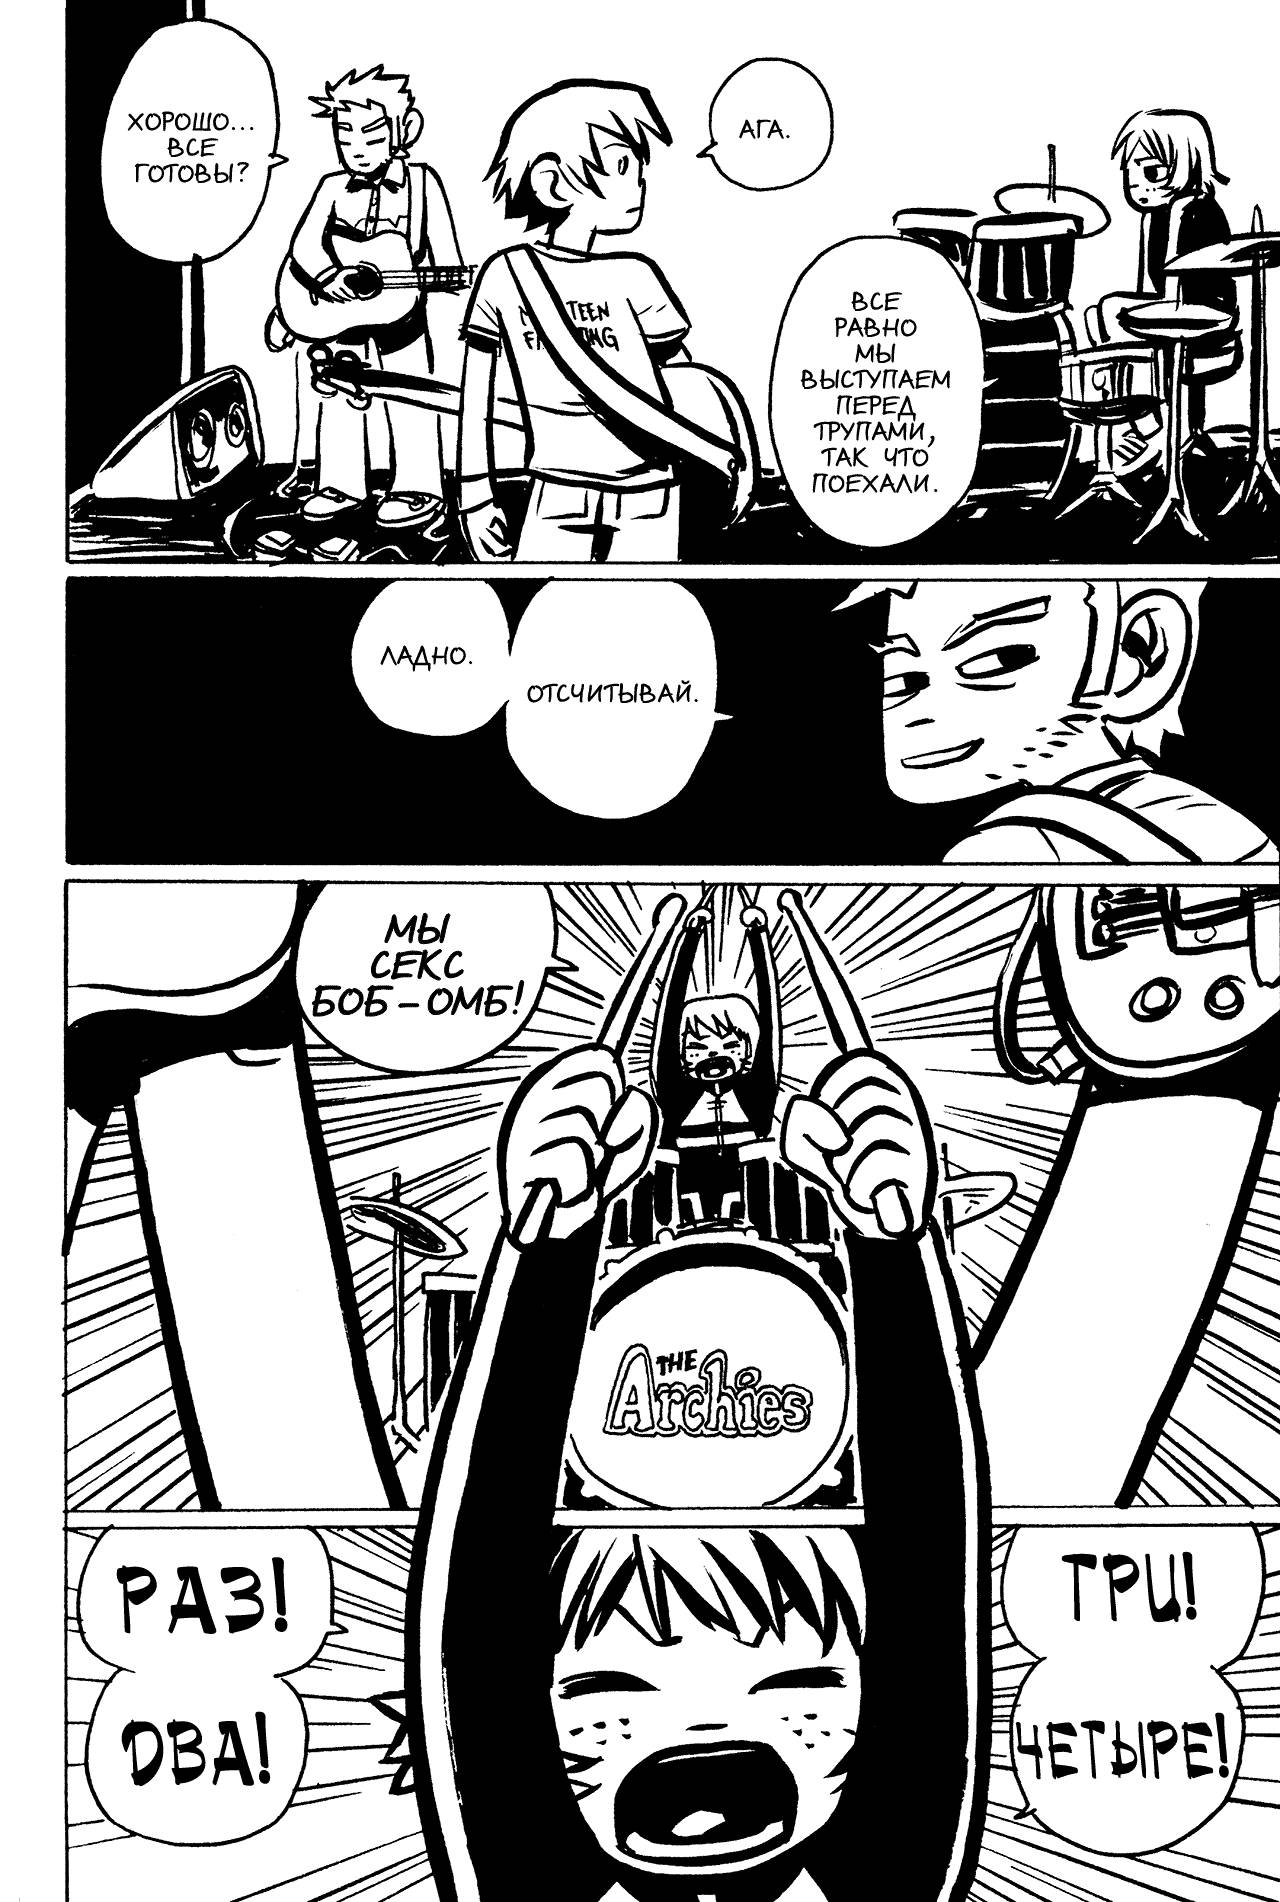 ХОРОШО...
ВСЕ
ГОТОВЫ?
АГА.
ВСЕ
РАВНО
МЫ
ВЫСТУПАЕМ
ПЕРЕД
ТРУПАМИ,
ТАК ЧТО
ПОЕХАЛИ.
TEEN
ЛАДНО.
ОТСЧИТЫВАЙ.
МЫ
СЕКС
БОБ-ОМБ!
THE
Archies
РАЗ!
ДВА!
ТРИ!
ЧЕТЫРЕ!